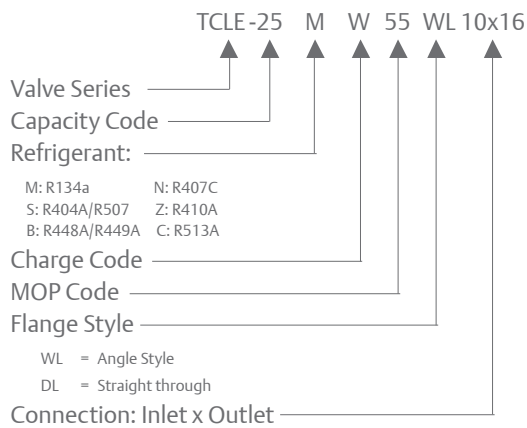 TCLE-25 M W 55 WL 10x16
Valve Series
Capacity Code
Refrigerant:
M: R134a N: R407C
S: R404A/R507 Z: R410A
B: R448A/R449A C: R513A
Charge Code
MOP Code
Flange Style
WL = Angle Style
DL = Straight through
Connection: Inlet x Outlet